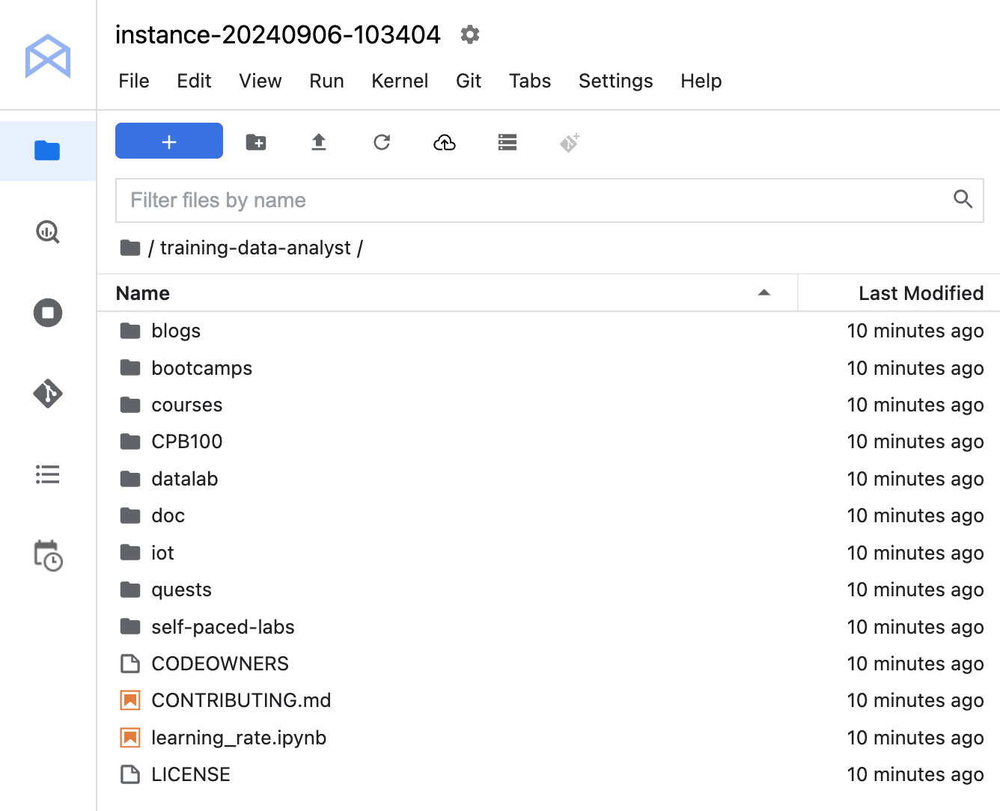 instance-20240906-103404
File Edit View Run Kernel Git Tabs Settings Help
+
Filter files by name
/ training-data-analyst /
Name Last Modified
blogs 10 minutes ago
bootcamps 10 minutes ago
courses 10 minutes ago
CPB100 10 minutes ago
datalab 10 minutes ago
doc 10 minutes ago
iot 10 minutes ago
quests 10 minutes ago
self-paced-labs 10 minutes ago
CODEOWNERS 10 minutes ago
CONTRIBUTING.md 10 minutes ago
learning_rate.ipynb 10 minutes ago
LICENSE 10 minutes ago